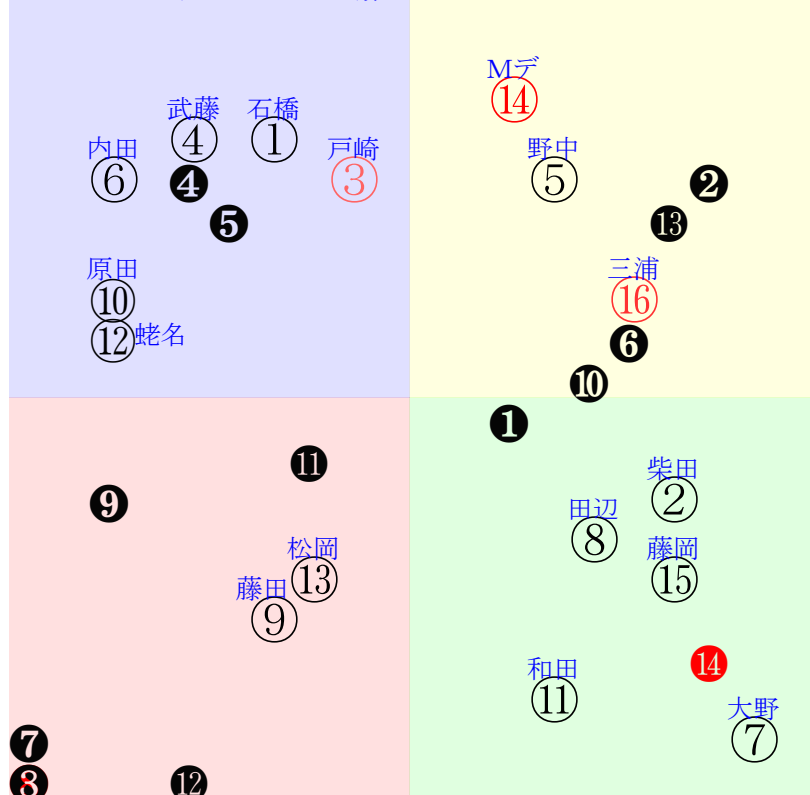 Mデ
⑭
武藤 石橋
④ ①
内田 戸崎 野中
⑥ ❹ ③ ⑤ ❷
❺ ⓭
原田 三浦
⑩ ⑯
⑫ 蛯名 ❻
❿
❶
⓫ 柴田
❾ ② 田辺
⑧
松岡 藤岡
⑬ ⑮
藤田
⑨
⓮
和田
⑪
大野
⑦
❼
⓬